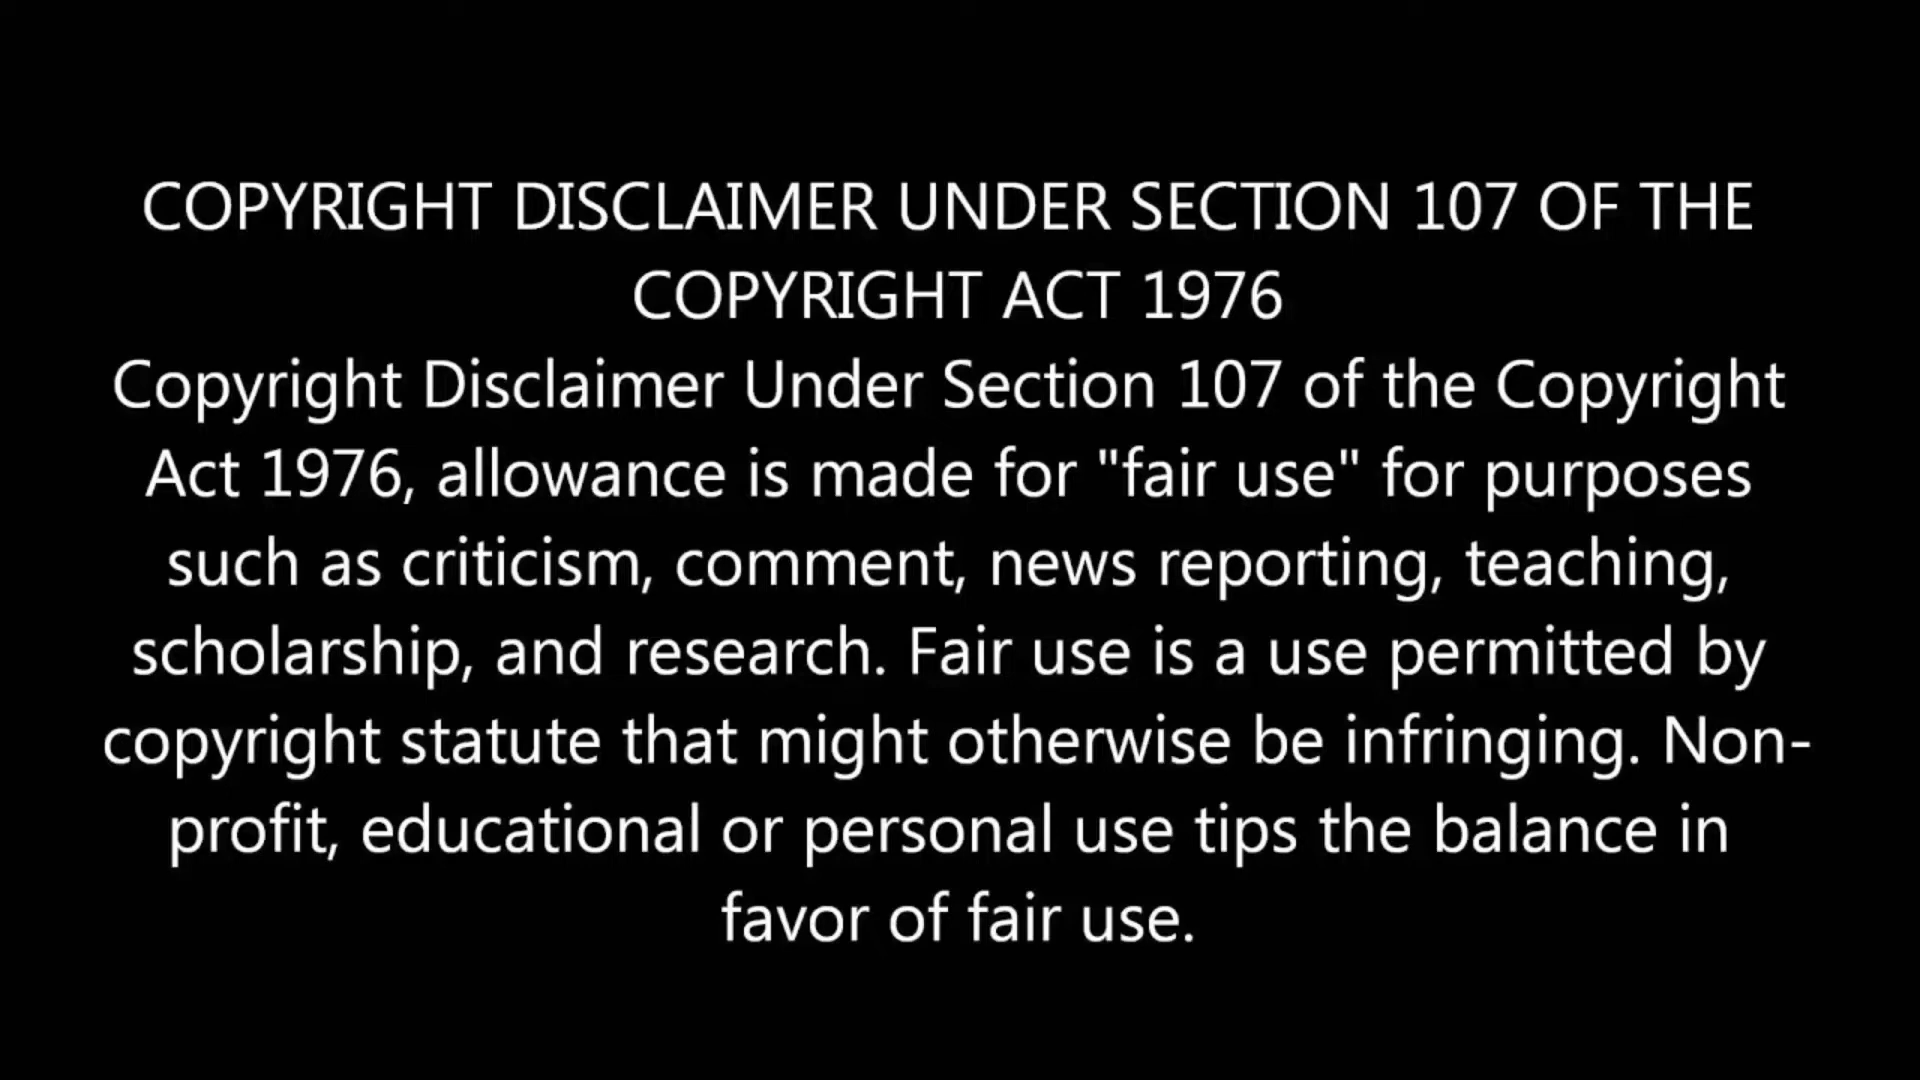 COPYRIGHT DISCLAIMER UNDER SECTION 107 OF THE
COPYRIGHT ACT 1976
Copyright Disclaimer Under Section 107 of the Copyright
Act 1976, allowance is made for "fair use" for purposes
such as criticism, comment, news reporting, teaching,
scholarship, and research. Fair use is a use permitted by
copyright statute that might otherwise be infringing. Non-
profit, educational or personal use tips the balance in
favor of fair use.